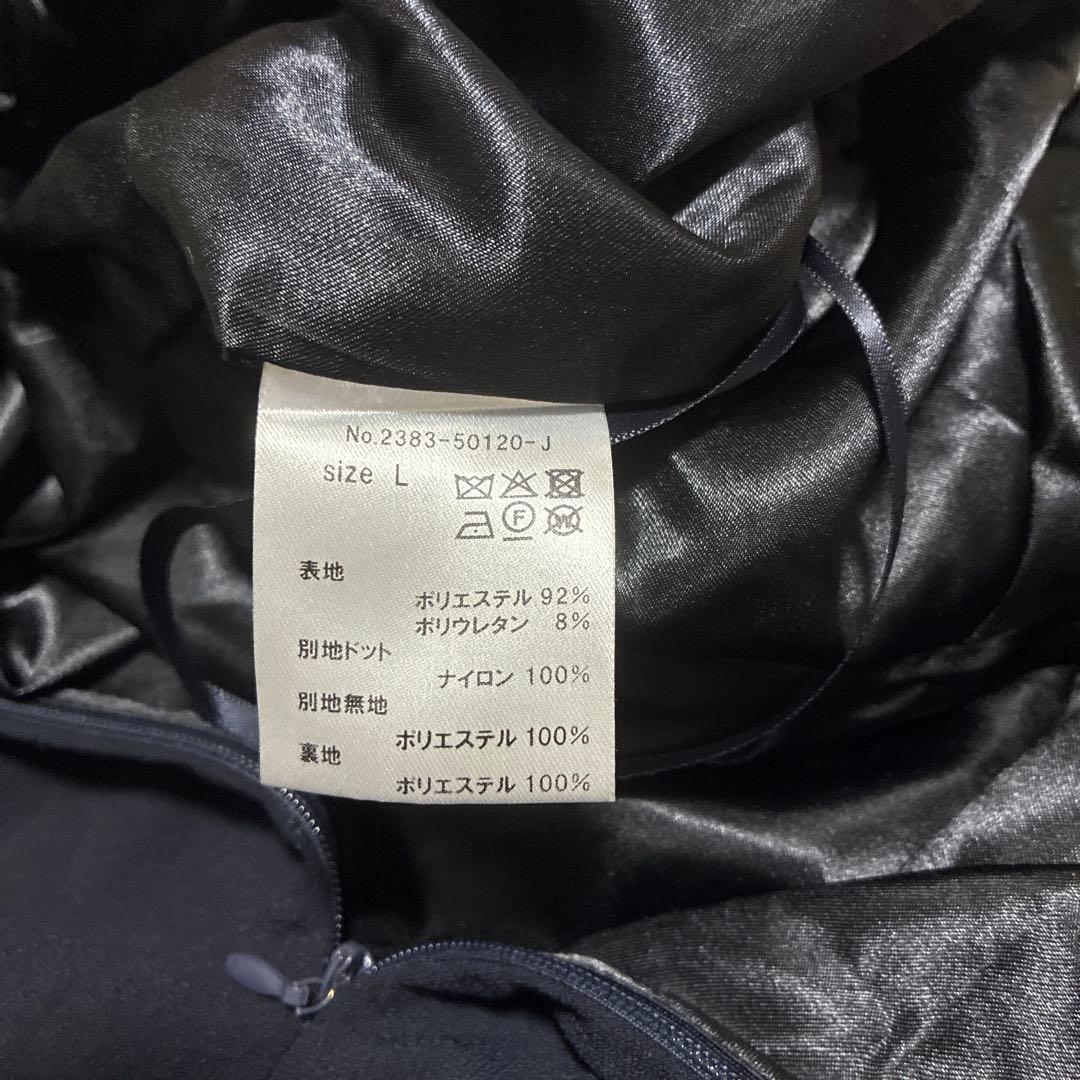 No.2383-50120-J
size L
F
W
表地
ポリエステル 92%
ポリウレタン 8%
別地ドット
ナイロン 100%
別地無地
ポリエステル 100%
裏地
ポリエステル 100%